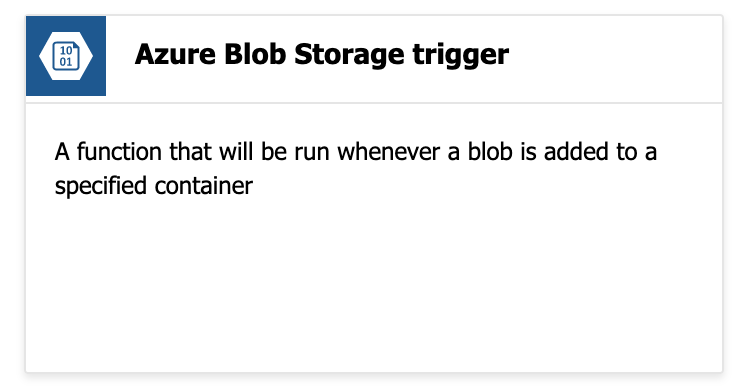 10
01
Azure Blob Storage trigger
A function that will be run whenever a blob is added to a
specified container